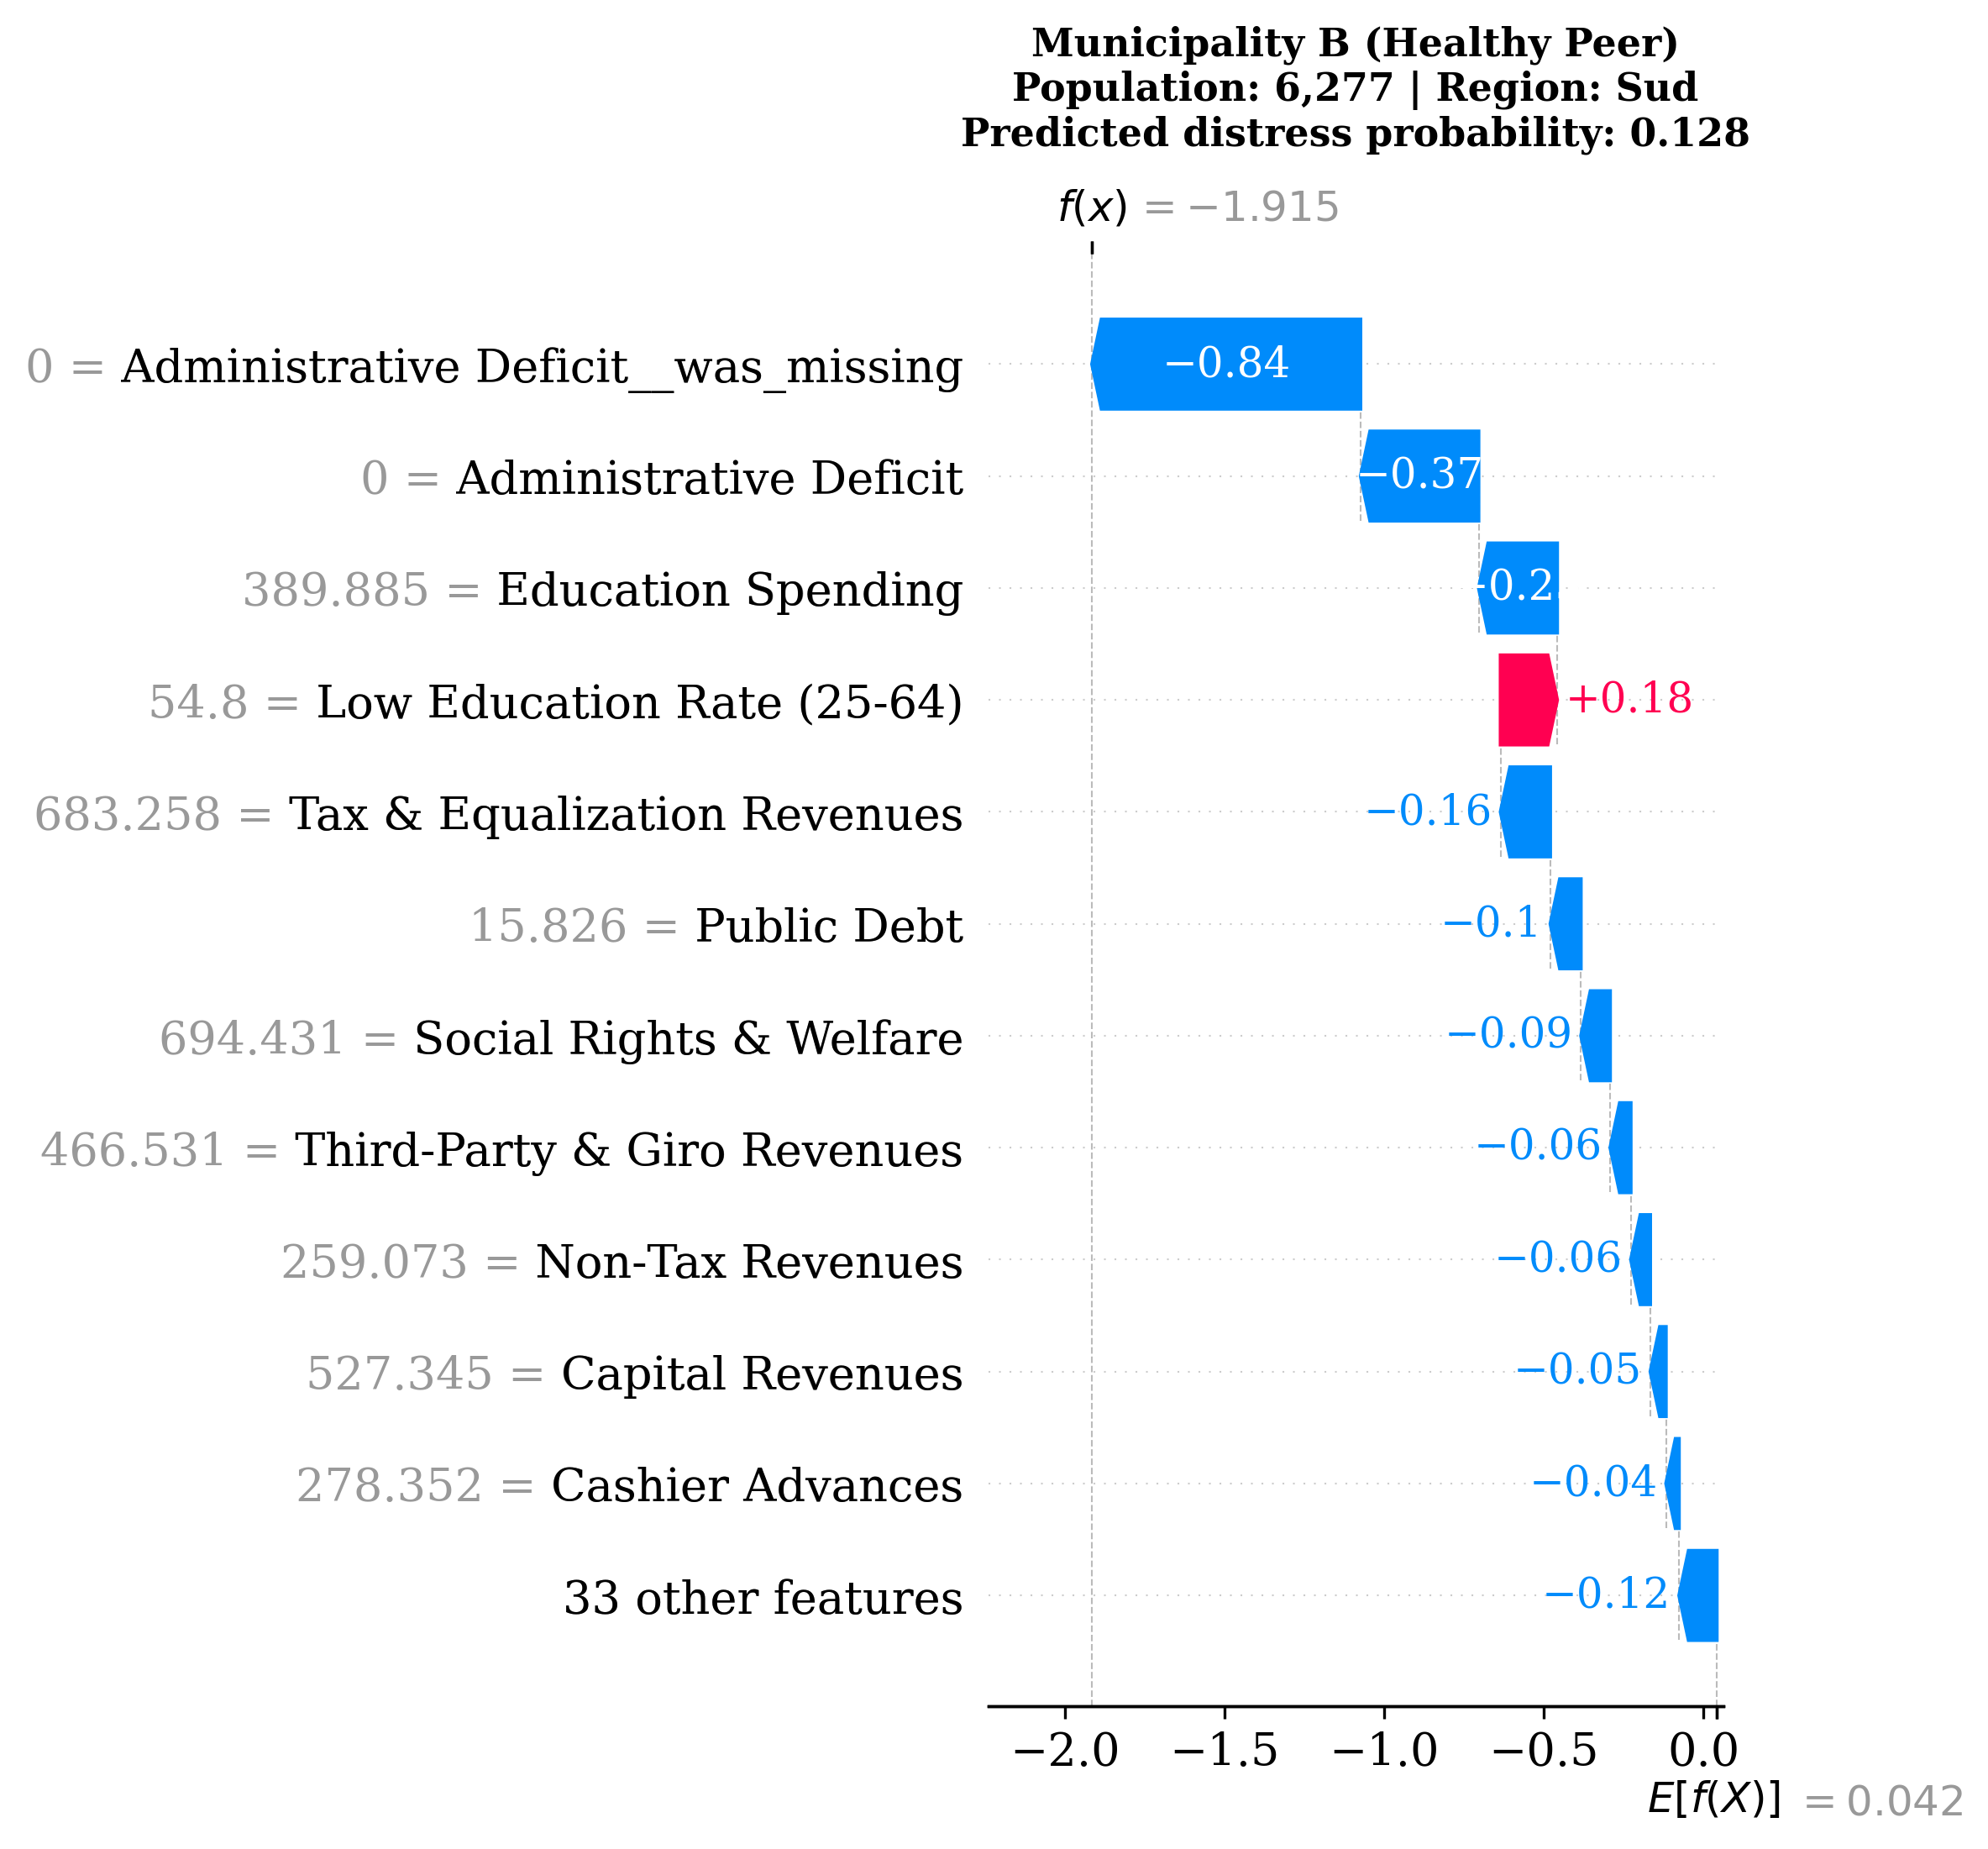 Municipality B (Healthy Peer)
Population: 6,277 | Region: Sud
Predicted distress probability: 0.128
f(x) = −1.915
0 = Administrative Deficit__was_missing −0.84
0 = Administrative Deficit −0.37
389.885 = Education Spending
54.8 = Low Education Rate (25-64) +0.18
683.258 = Tax & Equalization Revenues −0.16
15.826 = Public Debt −0.1
694.431 = Social Rights & Welfare −0.09
466.531 = Third-Party & Giro Revenues −0.06
259.073 = Non-Tax Revenues −0.06
527.345 = Capital Revenues −0.05
278.352 = Cashier Advances −0.04
33 other features −0.12
−2.0 −1.5 −1.0 −0.5 0.0
E[f(X)] = 0.042